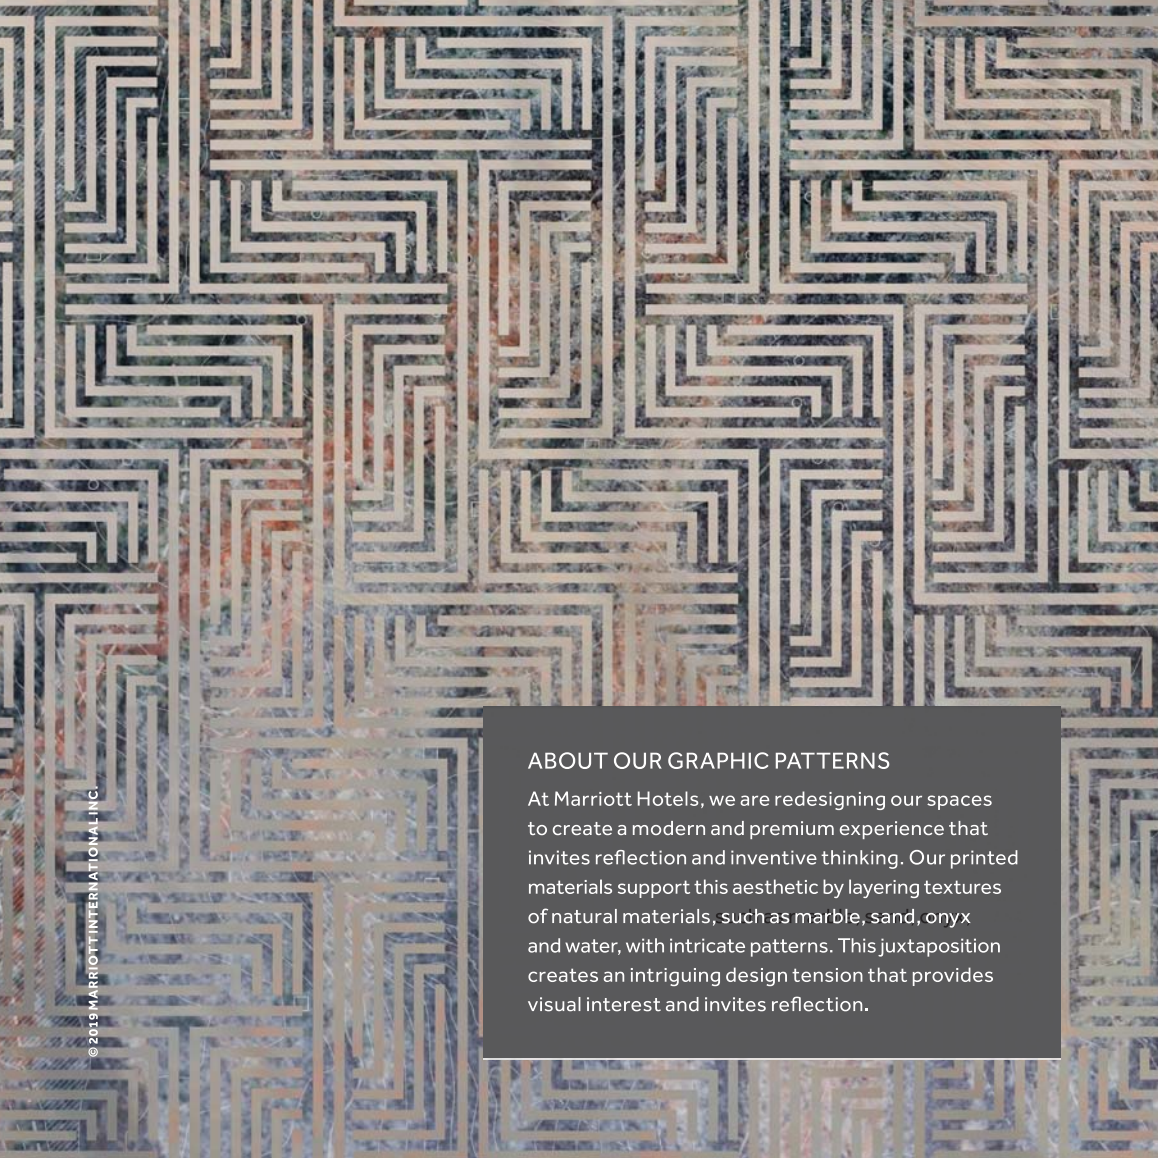 ABOUT OUR GRAPHIC PATTERNS
At Marriott Hotels, we are redesigning our spaces
to create a modern and premium experience that
invites reflection and inventive thinking. Our printed
materials support this aesthetic by layering textures
of natural materials, such as marble, sand, onyx
and water, with intricate patterns. This juxtaposition
creates an intriguing design tension that provides
visual interest and invites reflection.
© 2019 MARRIOTT INTERNATIONAL INC.